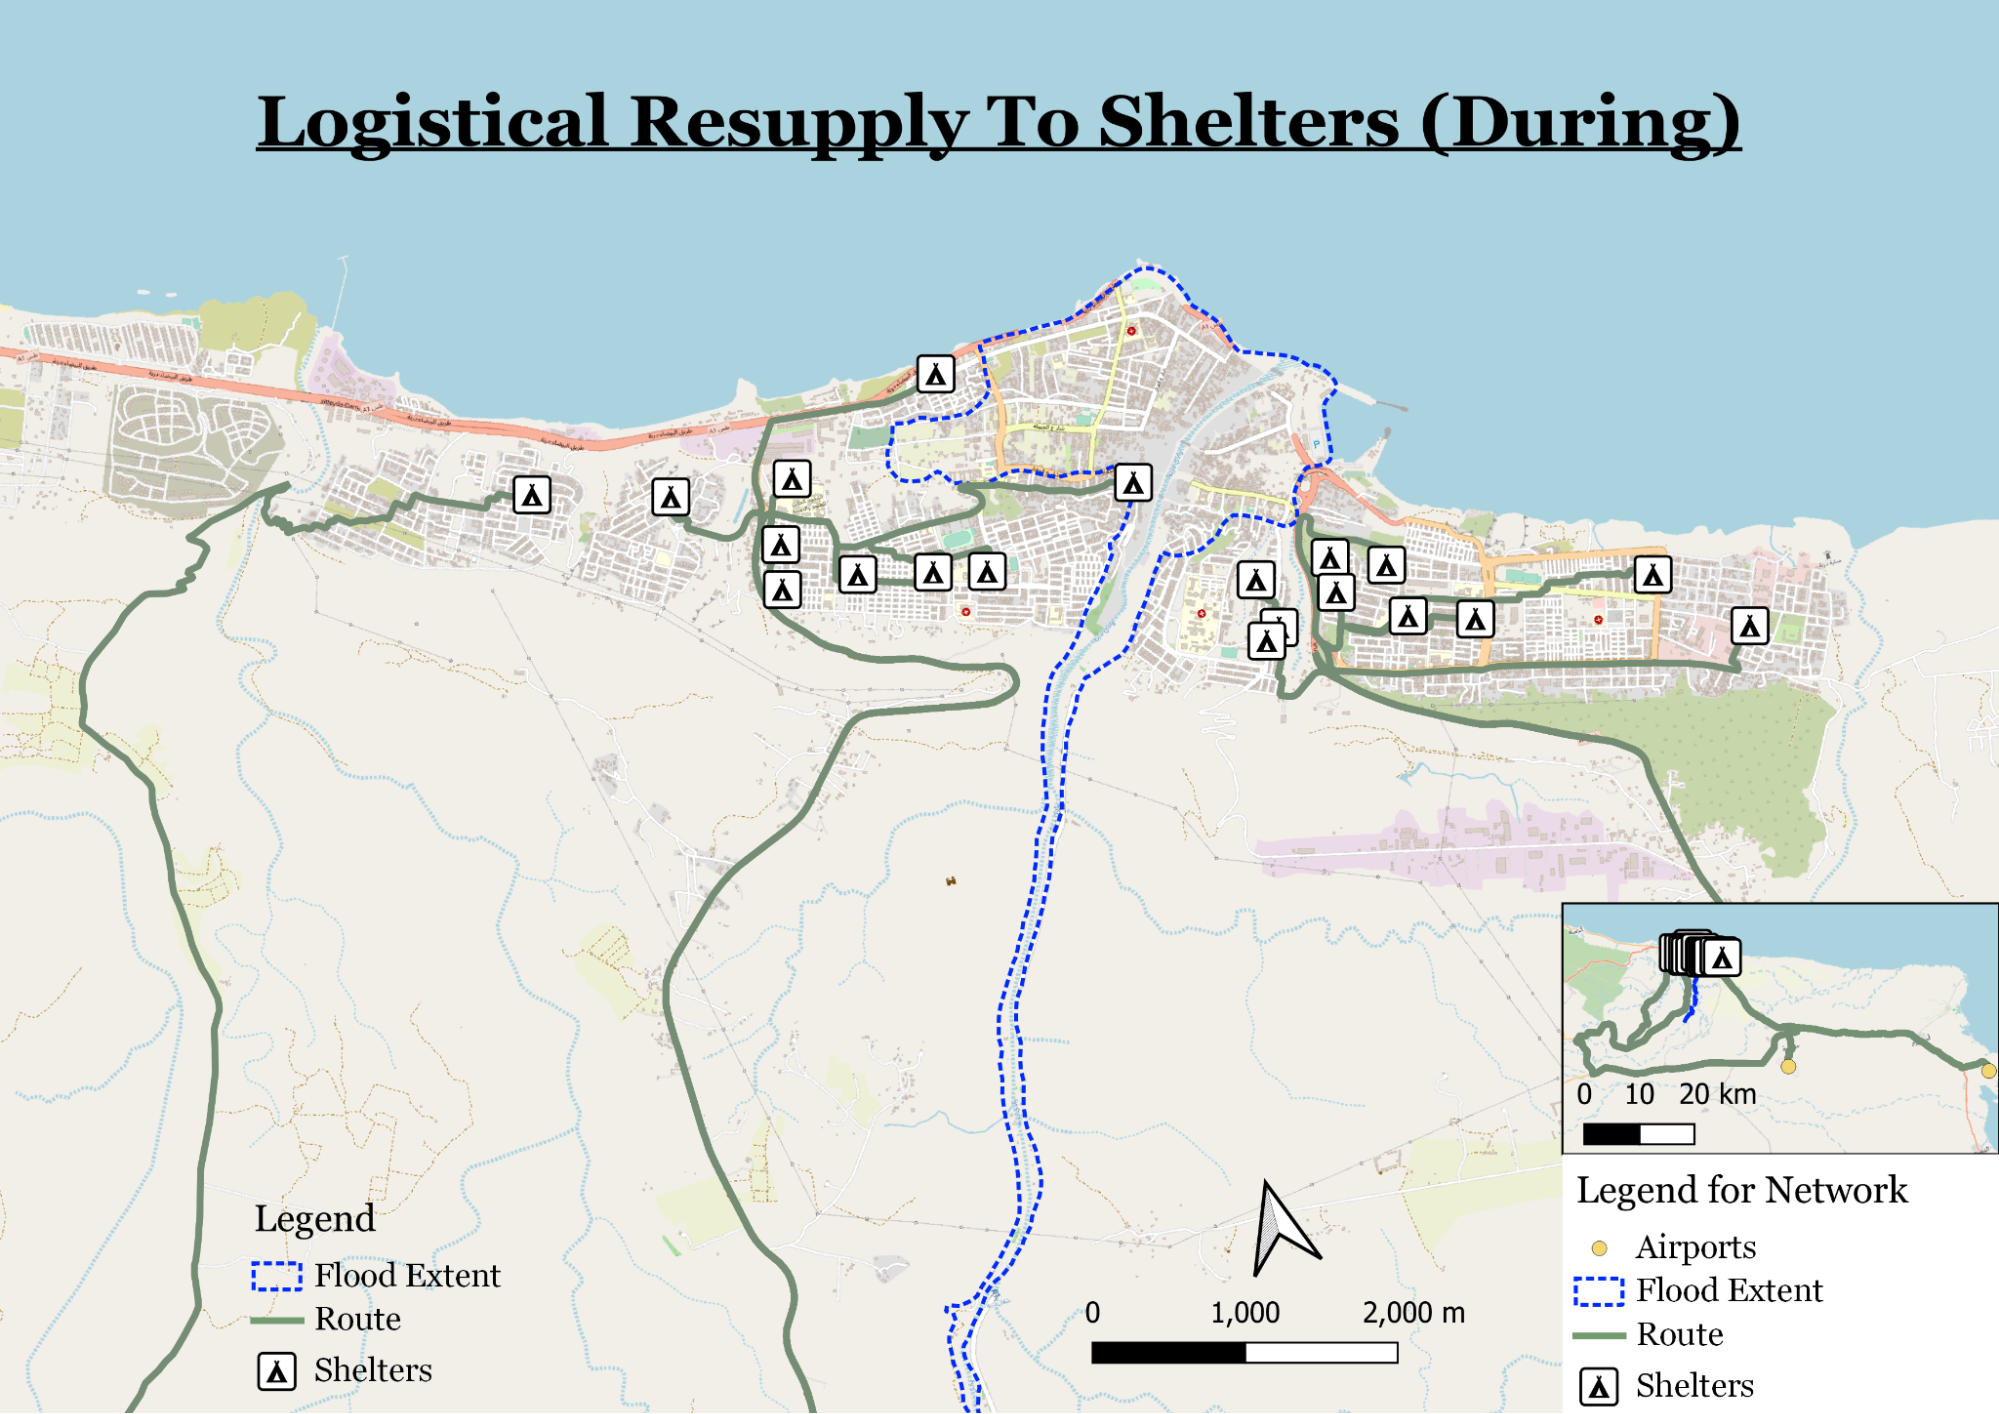 Logistical Resupply To Shelters (During)
Legend
Flood Extent
Route
Shelters
0 1,000 2,000 m
0 10 20 km
Legend for Network
Airports
Flood Extent
Route
Shelters